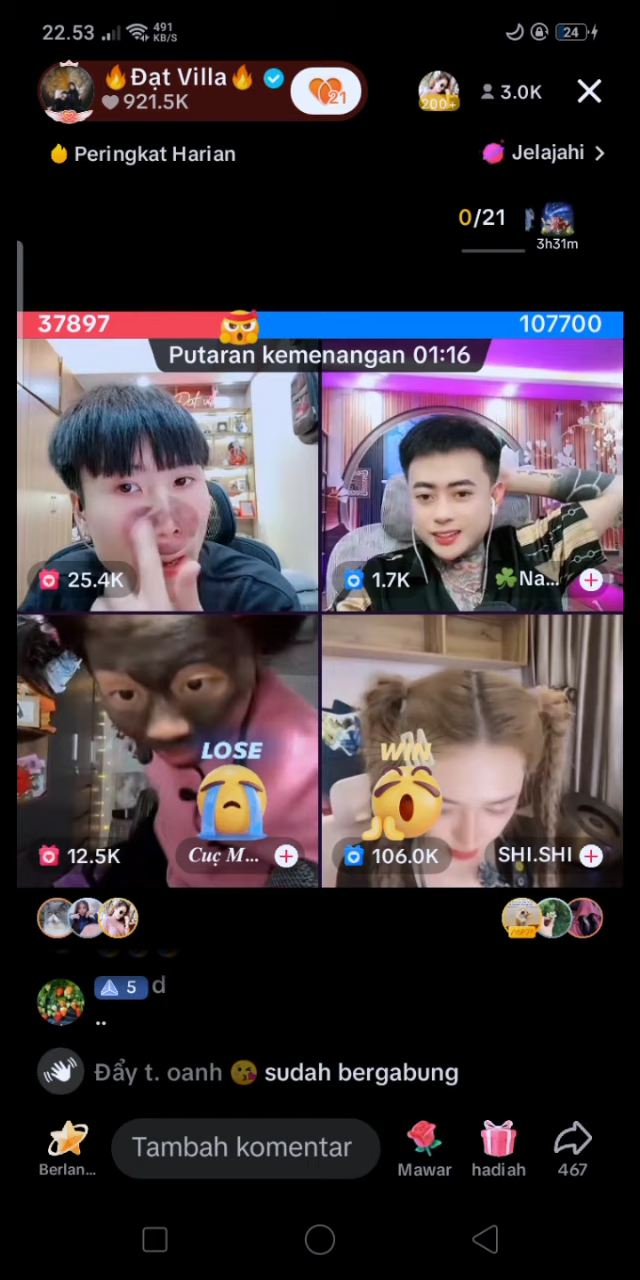 22.53
491
KB/S
24
🔥Đạt Villa🔥
921.5K
21
200+
3.0K
Peringkat Harian
Jelajahi
0/21
3h31m
37897
107700
Putaran kemenangan 01:16
25.4K
1.7K
☘Na...
LOSE
WIN
12.5K
Cuç M...
106.0K
SHI.SHI
5 d
..
Đẩy t. oanh 😘 sudah bergabung
Berlan...
Tambah komentar
Mawar
hadiah
467